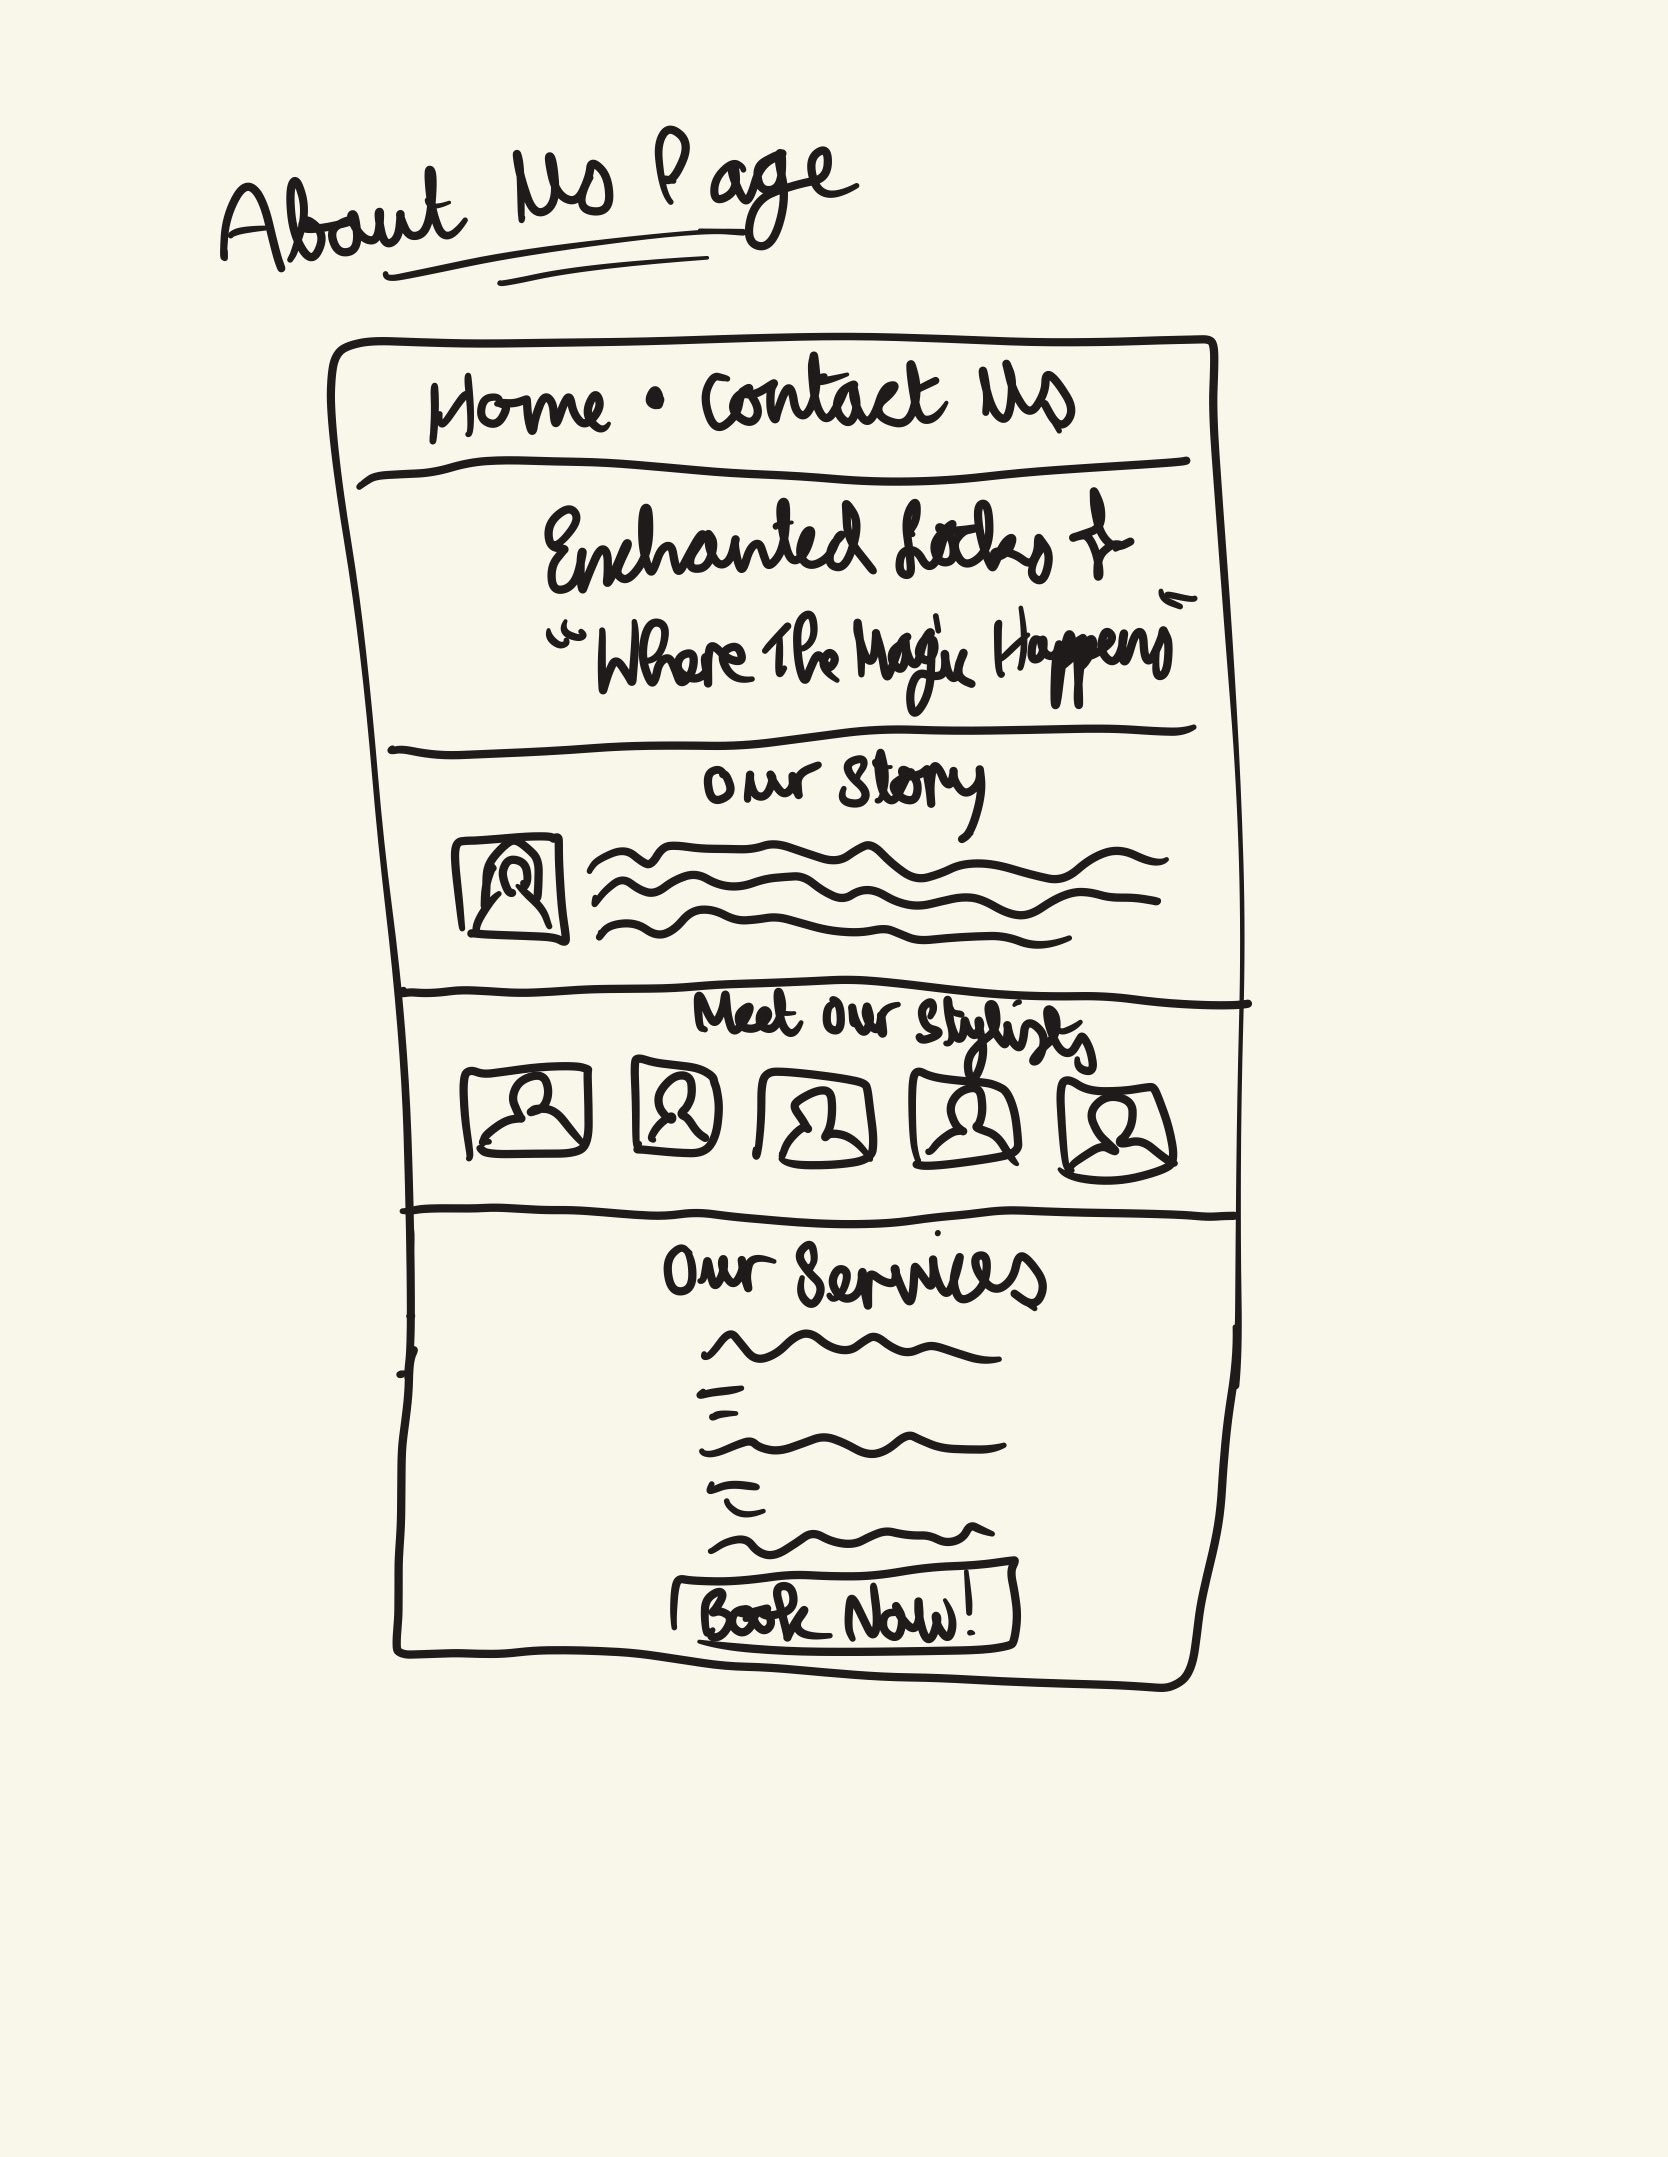 About Us Page
Home • Contact Us
Enchanted Locks
"Where The Magic Happens"
Our Story
Meet Our Stylists
Our Services
Book Now!